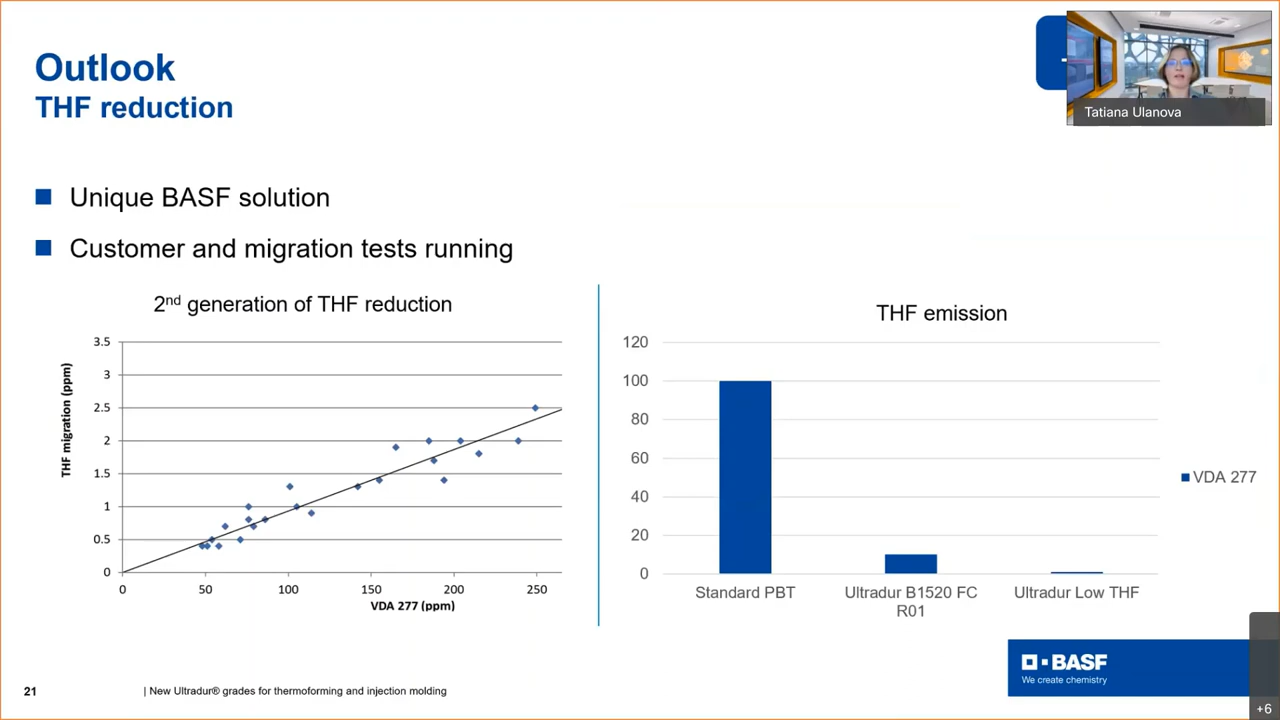 Outlook
THF reduction
Tatiana Ulanova
Unique BASF solution
Customer and migration tests running
2nd generation of THF reduction
3.5
3
2.5
2
1.5
1
0.5
0
THF migration (ppm)
0 50 100 150 200 250
VDA 277 (ppm)
THF emission
120
100
80
60
40
20
0
Standard PBT
Ultradur B1520 FC
R01
Ultradur Low THF
VDA 277
BASF
We create chemistry
21
| New Ultradur® grades for thermoforming and injection molding
+6